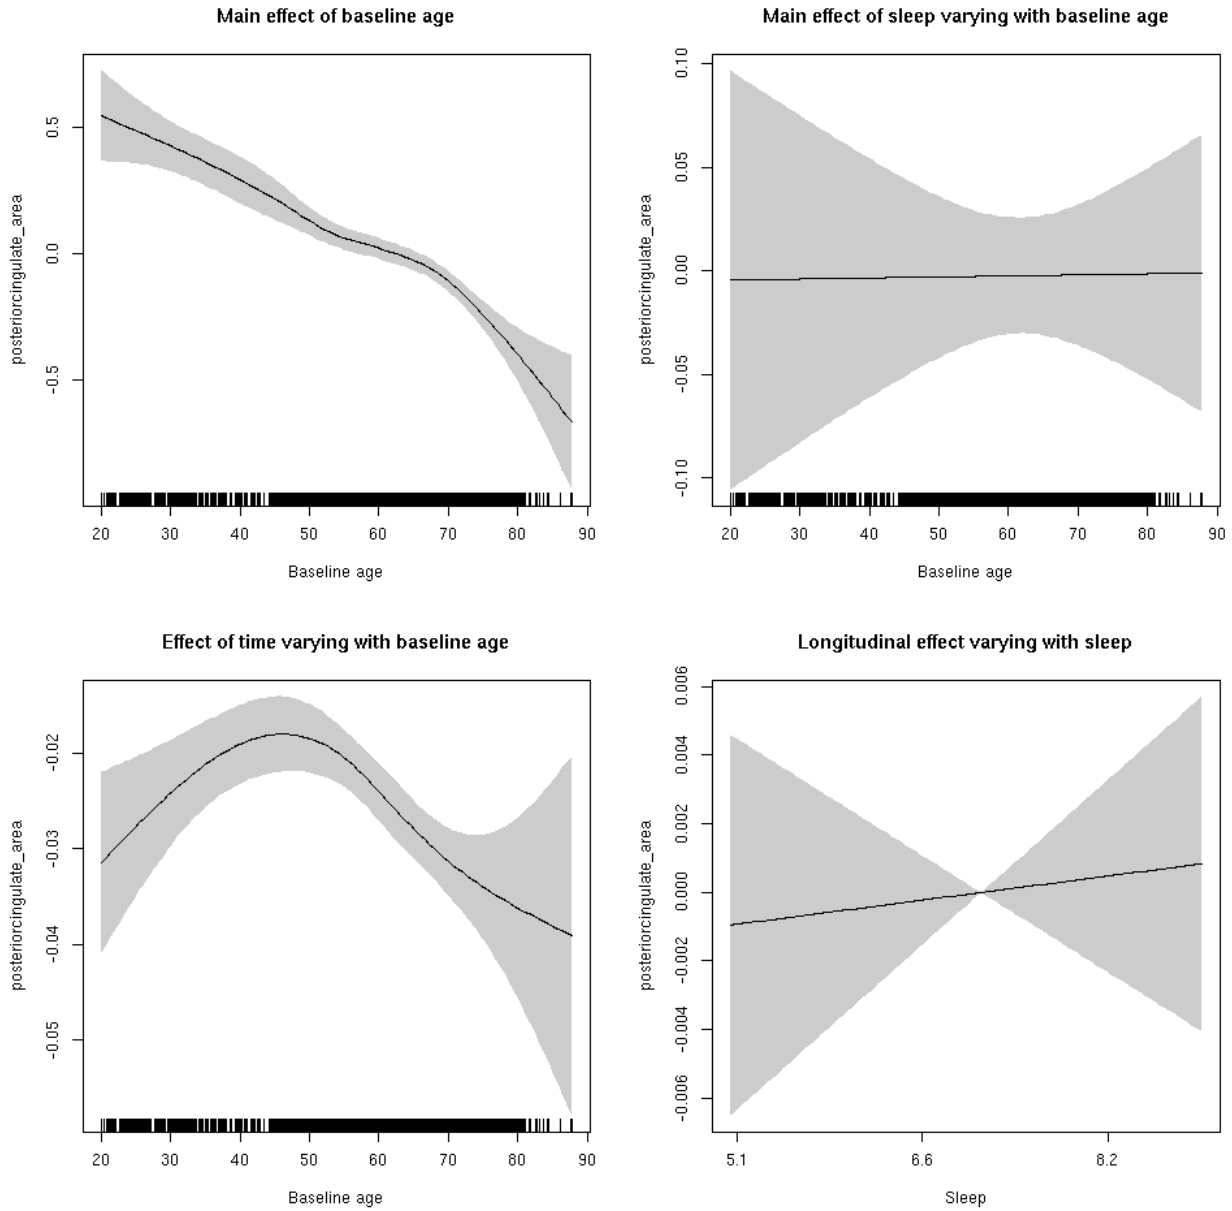 Main effect of baseline age
posteriorcingulate_area
0.5
0.0
-0.5
20 30 40 50 60 70 80 90
Baseline age
Main effect of sleep varying with baseline age
posteriorcingulate_area
0.10
0.05
0.00
-0.05
-0.10
20 30 40 50 60 70 80 90
Baseline age
Effect of time varying with baseline age
posteriorcingulate_area
-0.02
-0.03
-0.04
-0.05
20 30 40 50 60 70 80 90
Baseline age
Longitudinal effect varying with sleep
posteriorcingulate_area
0.006
0.004
0.002
0.000
-0.002
-0.004
-0.006
5.1 6.6 8.2
Sleep